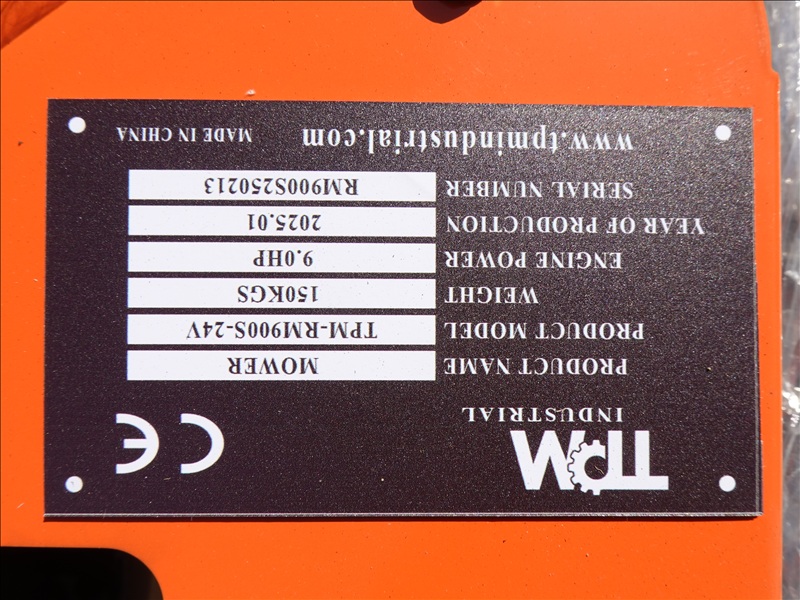 TPM
INDUSTRIAL
CE
PRODUCT NAME MOWER
PRODUCT MODEL TPM-RM900S-24V
WEIGHT 150KGS
ENGINE POWER 9.0HP
YEAR OF PRODUCTION 2025.01
SERIAL NUMBER RM900S250213
www.tpmindustrial.com MADE IN CHINA